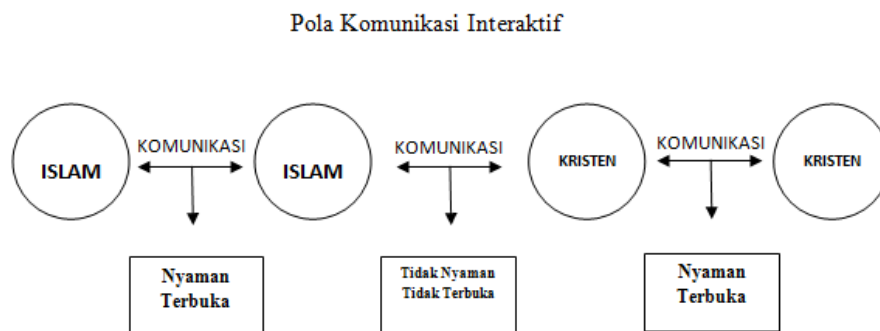 Pola Komunikasi Interaktif
ISLAM
KOMUNIKASI
ISLAM
KOMUNIKASI
KRISTEN
KOMUNIKASI
KRISTEN
Nyaman
Terbuka
Tidak Nyaman
Tidak Terbuka
Nyaman
Terbuka